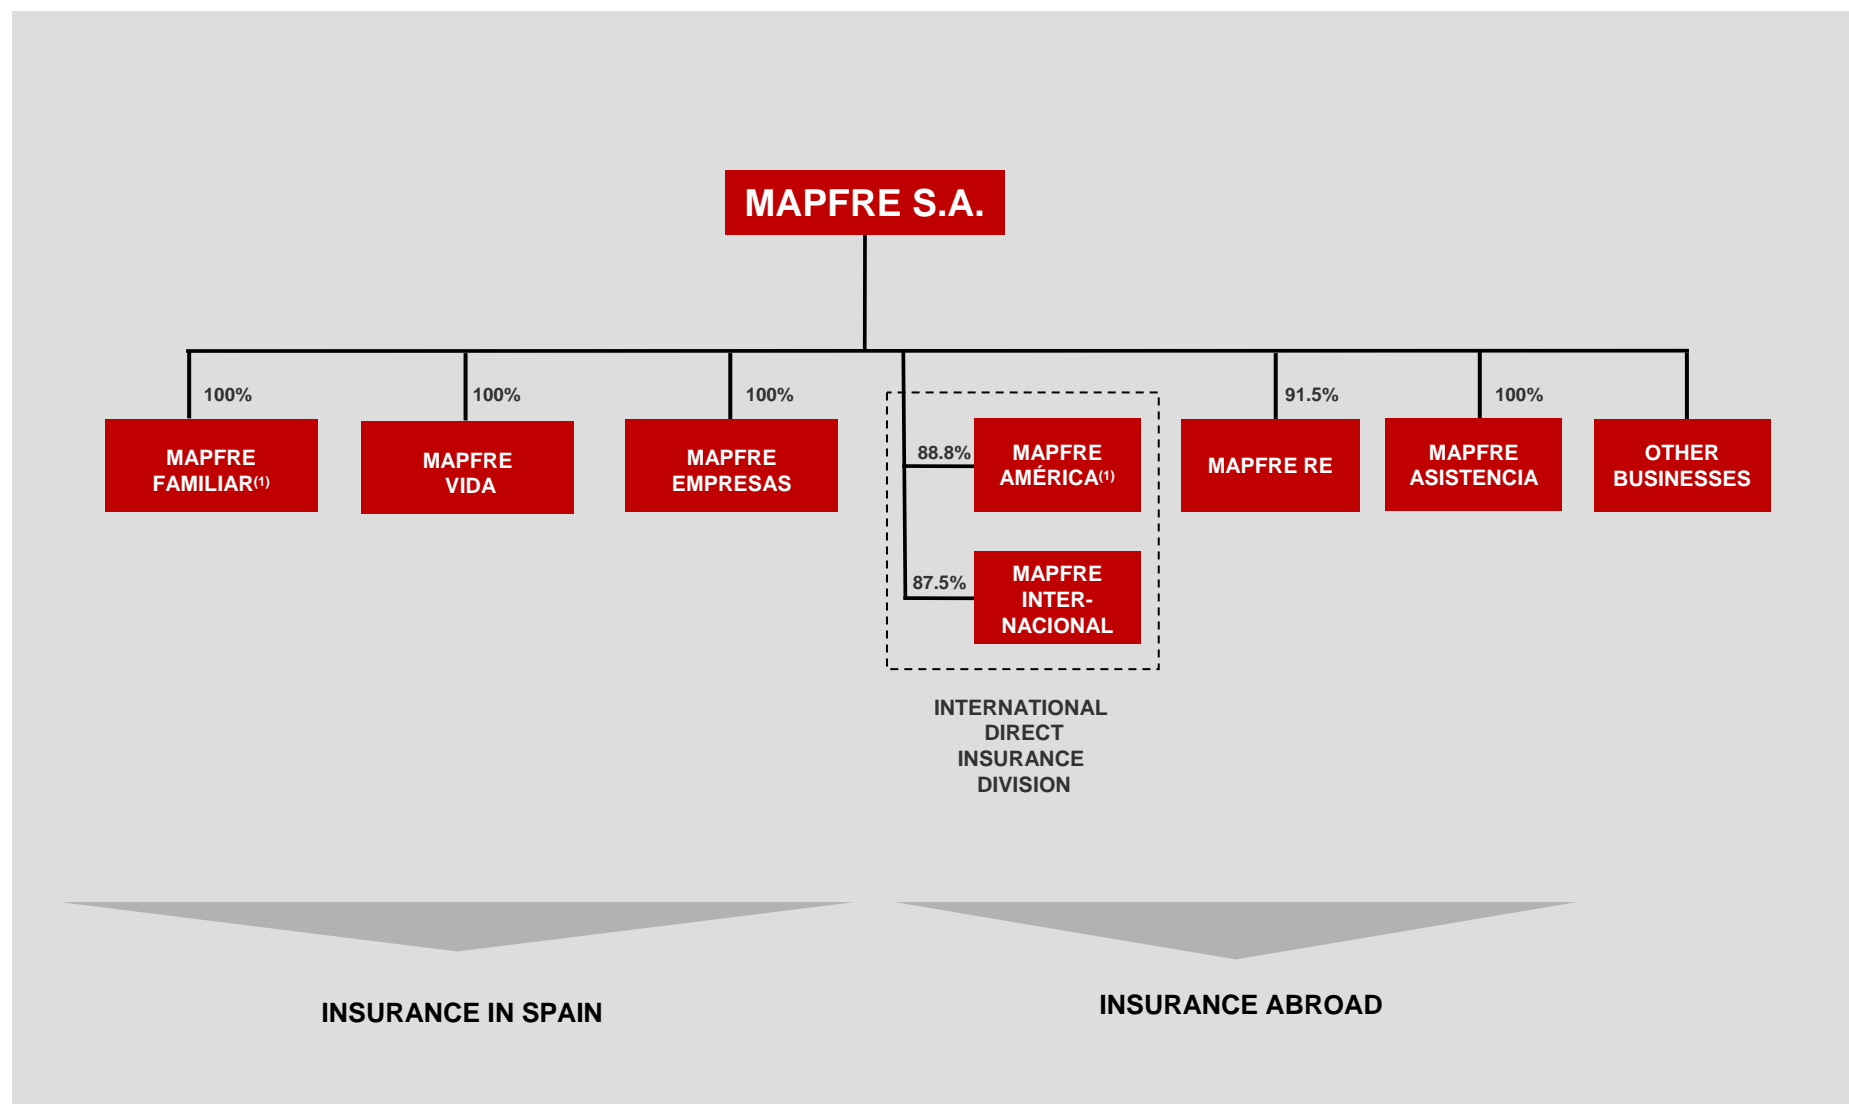 MAPFRE S.A.
100%
100%
100%
91.5%
100%
MAPFRE
FAMILIAR(1)
MAPFRE
VIDA
MAPFRE
EMPRESAS
88.8%
MAPFRE
AMÉRICA(1)
MAPFRE RE
MAPFRE
ASISTENCIA
OTHER
BUSINESSES
87.5%
MAPFRE
INTER-
NACIONAL
INTERNATIONAL
DIRECT
INSURANCE
DIVISION
INSURANCE IN SPAIN
INSURANCE ABROAD